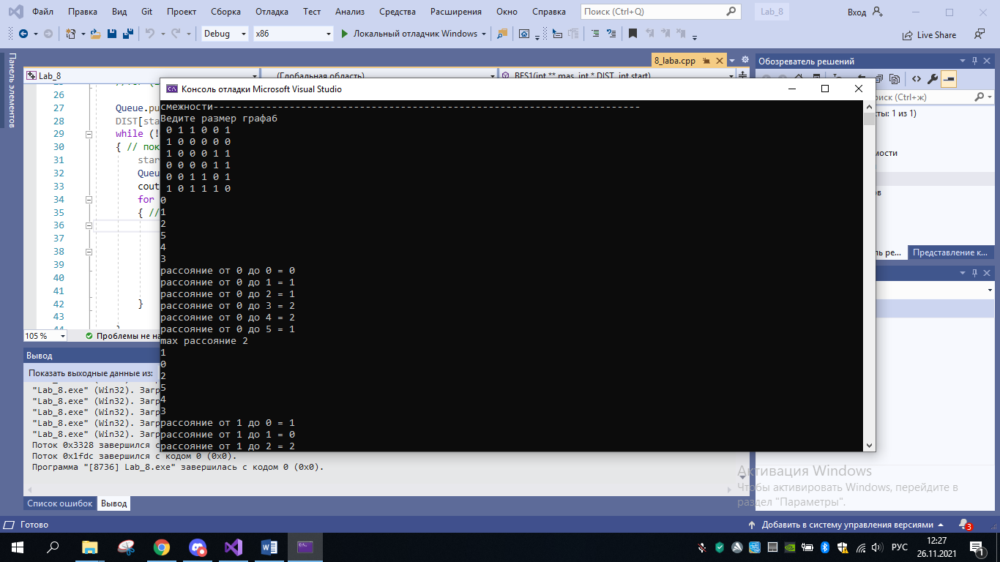 Файл Правка Вид Git Проект Сборка Отладка Тест Анализ Средства Расширения Окно Справка Поиск (Ctrl+Q) Lab_8 Вход
Debug x86 Локальный отладчик Windows Live Share
Панель элементов
8_laba.cpp
Обозреватель решений
Lab_8 (Глобальная область) BFS1(int ** mas, int * DIST, int start)
26
27 Queue.pu
28 DIST[sta
29 while (!
30 { // пок
31 star
32 Queu
33 cout
34 for
35 { //
36
37
38
39
40
41
42 }
43
44
105 % Проблемы не на
Консоль отладки Microsoft Visual Studio
смежности-------------------------------------------------------------------------
Ведите размер графа6
0 1 1 0 0 1
1 0 0 0 0 0
1 0 0 0 1 1
0 0 0 0 1 1
0 0 1 1 0 1
1 0 1 1 1 0
0
1
2
5
4
3
рассояние от 0 до 0 = 0
рассояние от 0 до 1 = 1
рассояние от 0 до 2 = 1
рассояние от 0 до 3 = 2
рассояние от 0 до 4 = 2
рассояние от 0 до 5 = 1
max рассояние 2
1
0
2
5
4
3
рассояние от 1 до 0 = 1
рассояние от 1 до 1 = 0
рассояние от 1 до 2 = 2
оиск (Ctrl+ж)
кты: 1 из 1)
мости
в
ль ре... Представление к...
Вывод
Показать выходные данные из:
"Lab_8.exe" (Win32). Загр
"Lab_8.exe" (Win32). Загр
"Lab_8.exe" (Win32). Загр
"Lab_8.exe" (Win32). Загр
"Lab_8.exe" (Win32). Загр
Поток 0x3328 завершился с
Поток 0x1fdc завершился с кодом 0 (0x0).
Программа "[8736] Lab_8.exe" завершилась с кодом 0 (0x0).
Активация Windows
Чтобы активировать Windows, перейдите в
раздел "Параметры".
Список ошибок Вывод
Готово Добавить в систему управления версиями 3
РУС 12:27
26.11.2021
1